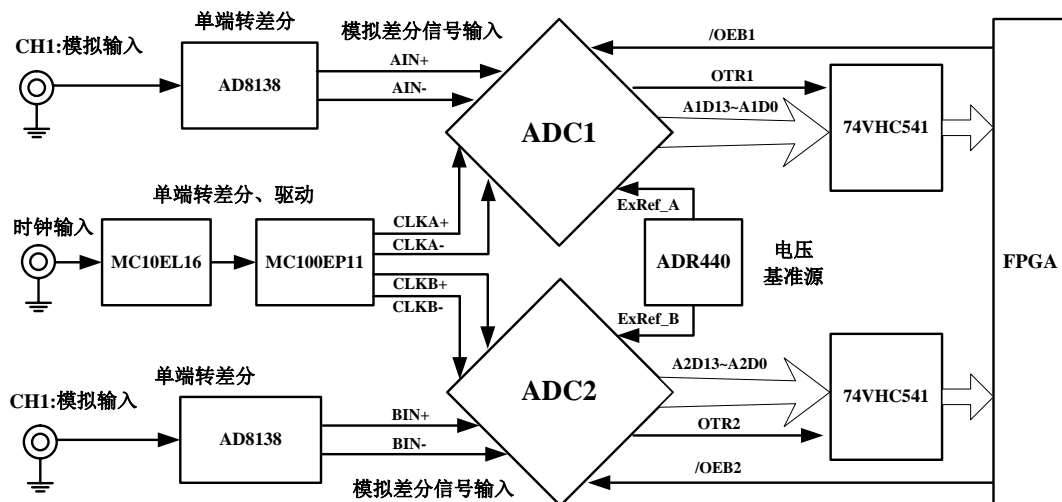 单端转差分
模拟差分信号输入
CH1:模拟输入
AD8138
AIN+
AIN-
ADC1
/OEB1
OTR1
A1D13~A1D0
74VHC541
FPGA
单端转差分、驱动
时钟输入
MC10EL16
MC100EP11
CLKA+
CLKA-
CLKB+
CLKB-
ExRef_A
ADR440
电压
基准源
ExRef_B
单端转差分
CH1:模拟输入
AD8138
BIN+
BIN-
模拟差分信号输入
ADC2
A2D13~A2D0
74VHC541
OTR2
/OEB2